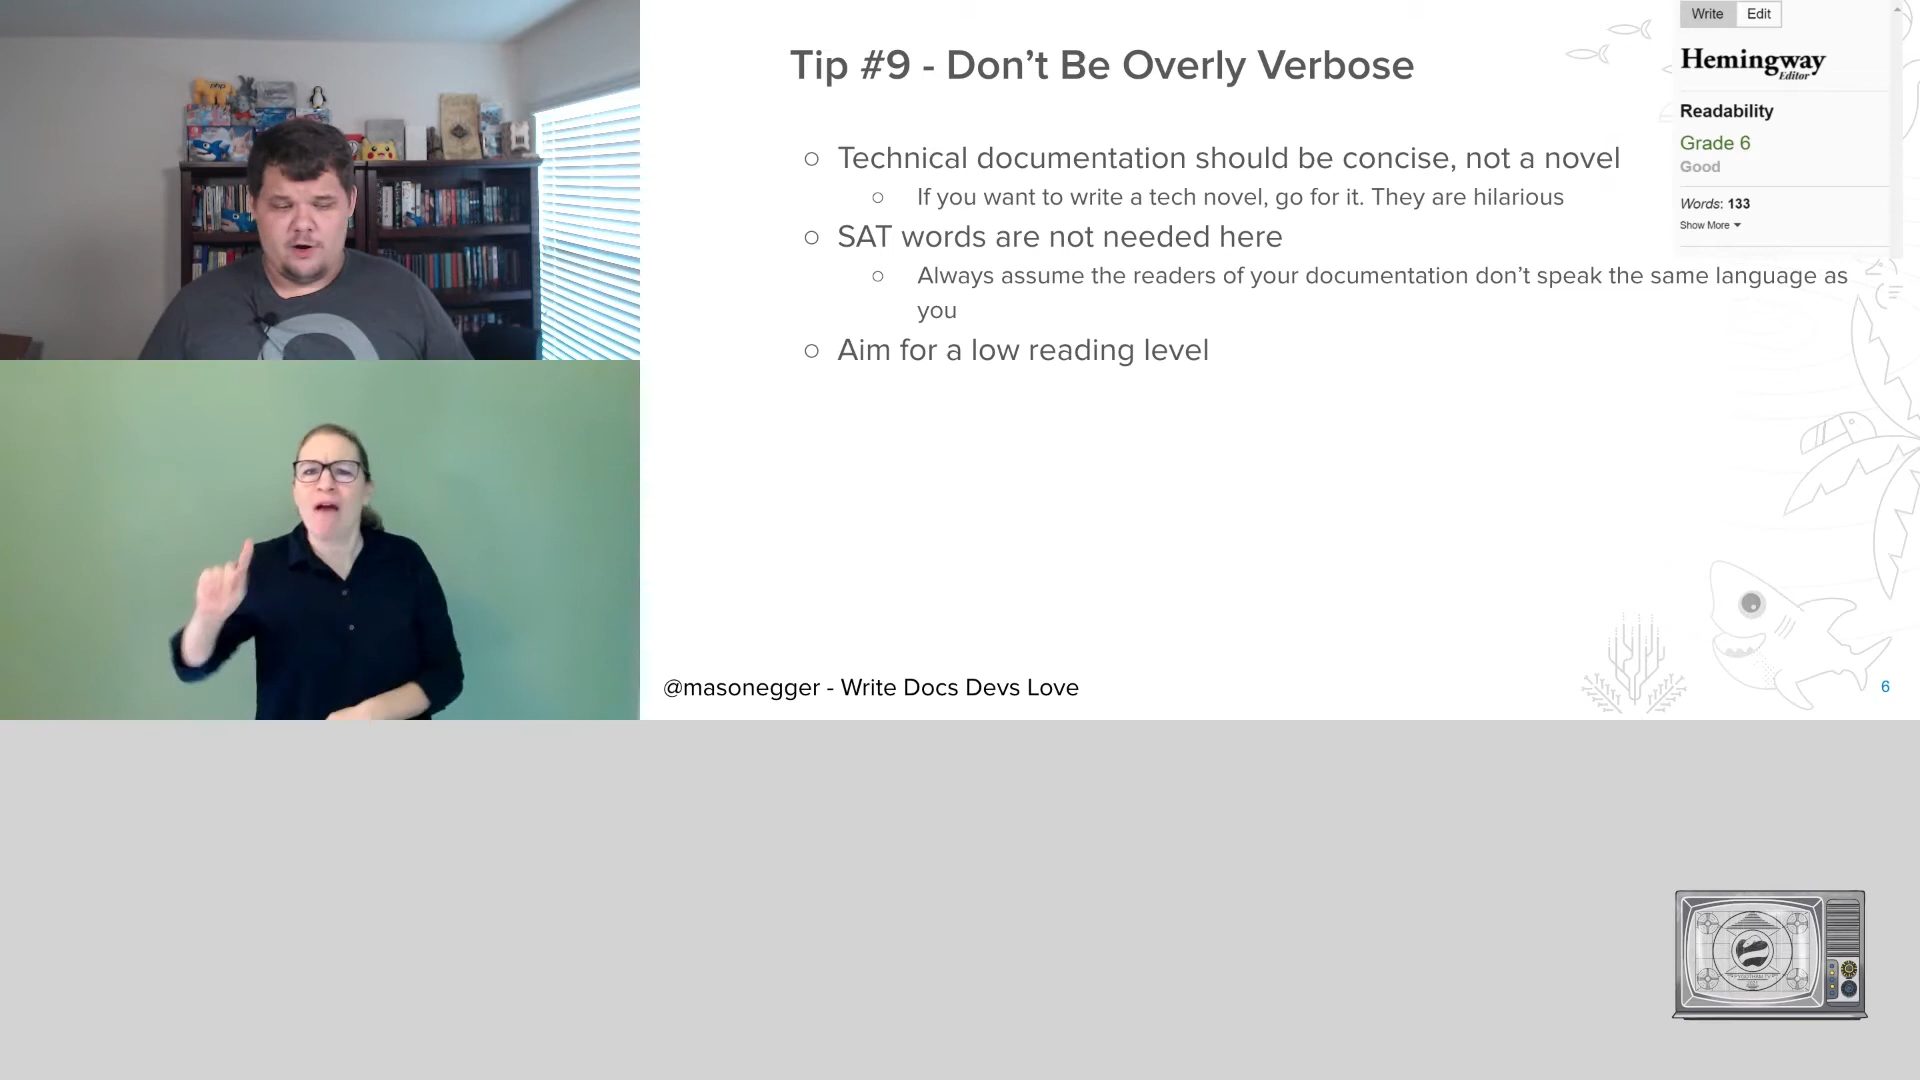 Tip #9 - Don’t Be Overly Verbose
○ Technical documentation should be concise, not a novel
○ If you want to write a tech novel, go for it. They are hilarious
○ SAT words are not needed here
○ Always assume the readers of your documentation don’t speak the same language as
you
○ Aim for a low reading level
Write Edit
Hemingway
Editor
Readability
Grade 6
Good
Words: 133
Show More
@masonegger - Write Docs Devs Love
6
php